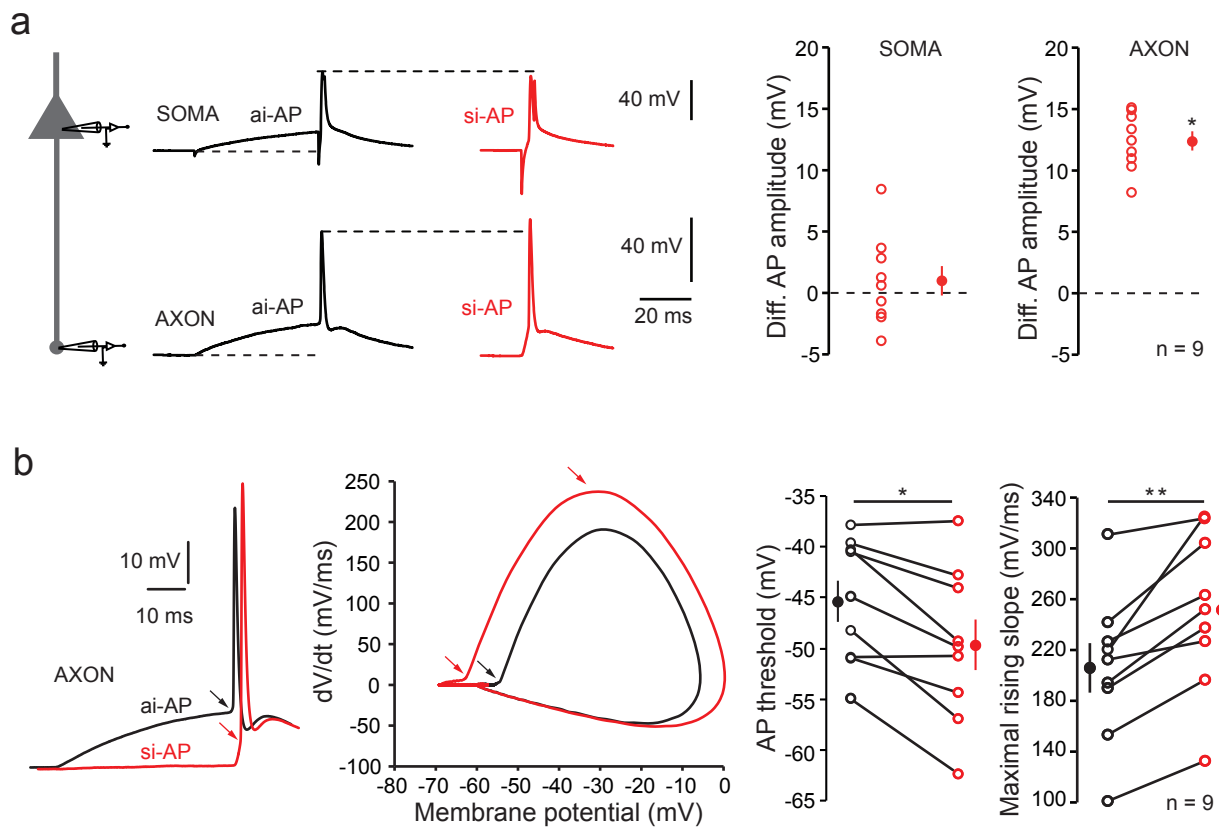 a
SOMA
ai-AP
si-AP
40 mV
AXON
ai-AP
si-AP
40 mV
20 ms
Diff. AP amplitude (mV)
20
15
10
5
0
-5
SOMA
Diff. AP amplitude (mV)
20
15
10
5
0
-5
AXON
*
n = 9
b
10 mV
10 ms
AXON
ai-AP
si-AP
dV/dt (mV/ms)
250
200
150
100
50
0
-50
-100
-80 -70 -60 -50 -40 -30 -20 -10 0
Membrane potential (mV)
AP threshold (mV)
-35
-40
-45
-50
-55
-60
-65
*
Maximal rising slope (mV/ms)
340
300
260
220
180
140
100
**
n = 9